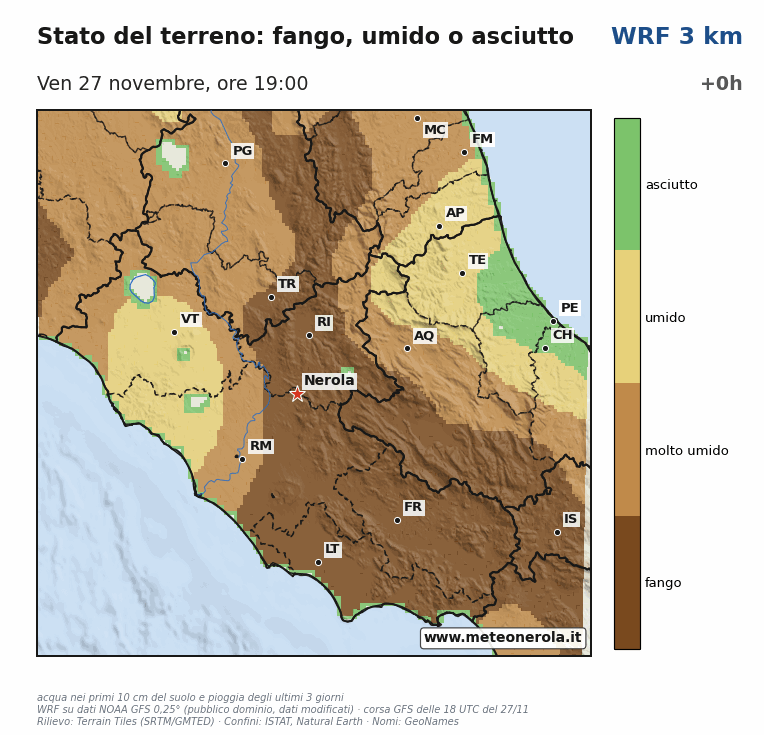 Stato del terreno: fango, umido o asciutto
WRF 3 km
Ven 27 novembre, ore 19:00
+0h
MC
FM
PG
AP
TE
TR
PE
VT
RI
AQ
CH
Nerola
RM
FR
IS
LT
www.meteonerola.it
asciutto
umido
molto umido
fango
acqua nei primi 10 cm del suolo e pioggia degli ultimi 3 giorni
WRF su dati NOAA GFS 0,25° (pubblico dominio, dati modificati) · corsa GFS delle 18 UTC del 27/11
Rilievo: Terrain Tiles (SRTM/GMTED) · Confini: ISTAT, Natural Earth · Nomi: GeoNames